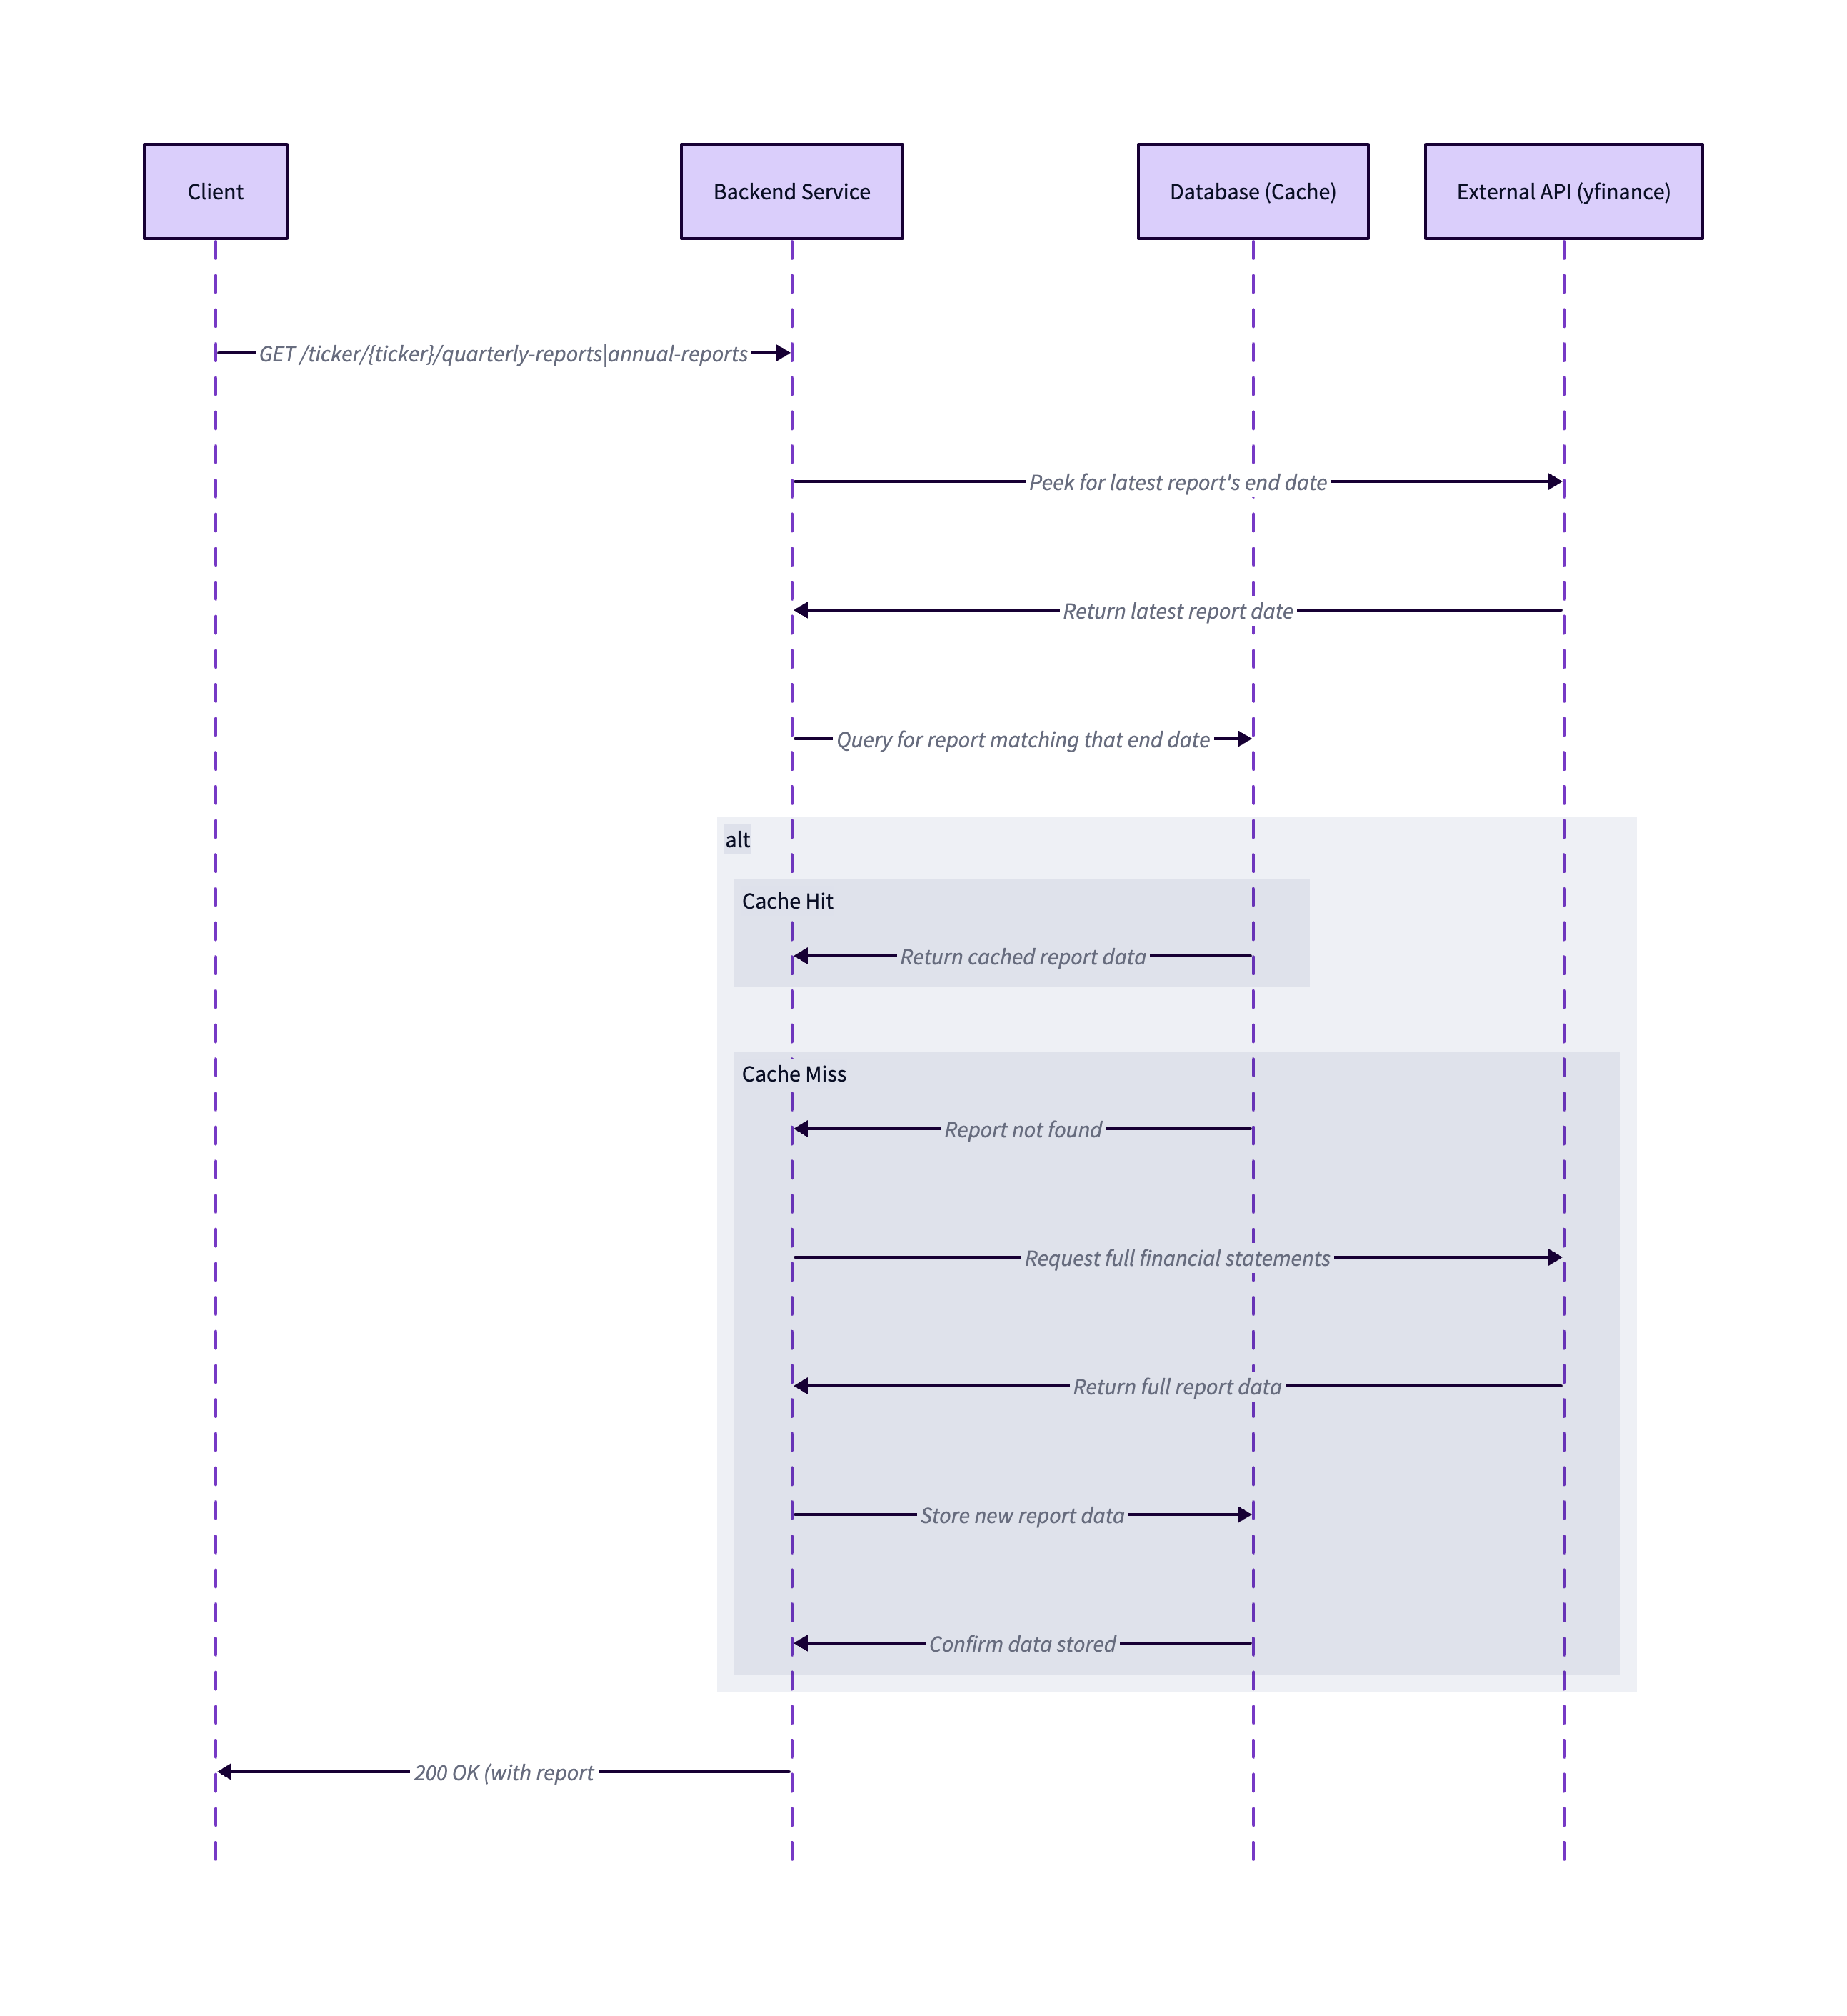 Client
Backend Service
Database (Cache)
External API (yfinance)
GET /ticker/{ticker}/quarterly-reports|annual-reports
Peek for latest report's end date
Return latest report date
Query for report matching that end date
alt
Cache Hit
Return cached report data
Cache Miss
Report not found
Request full financial statements
Return full report data
Store new report data
Confirm data stored
200 OK (with report